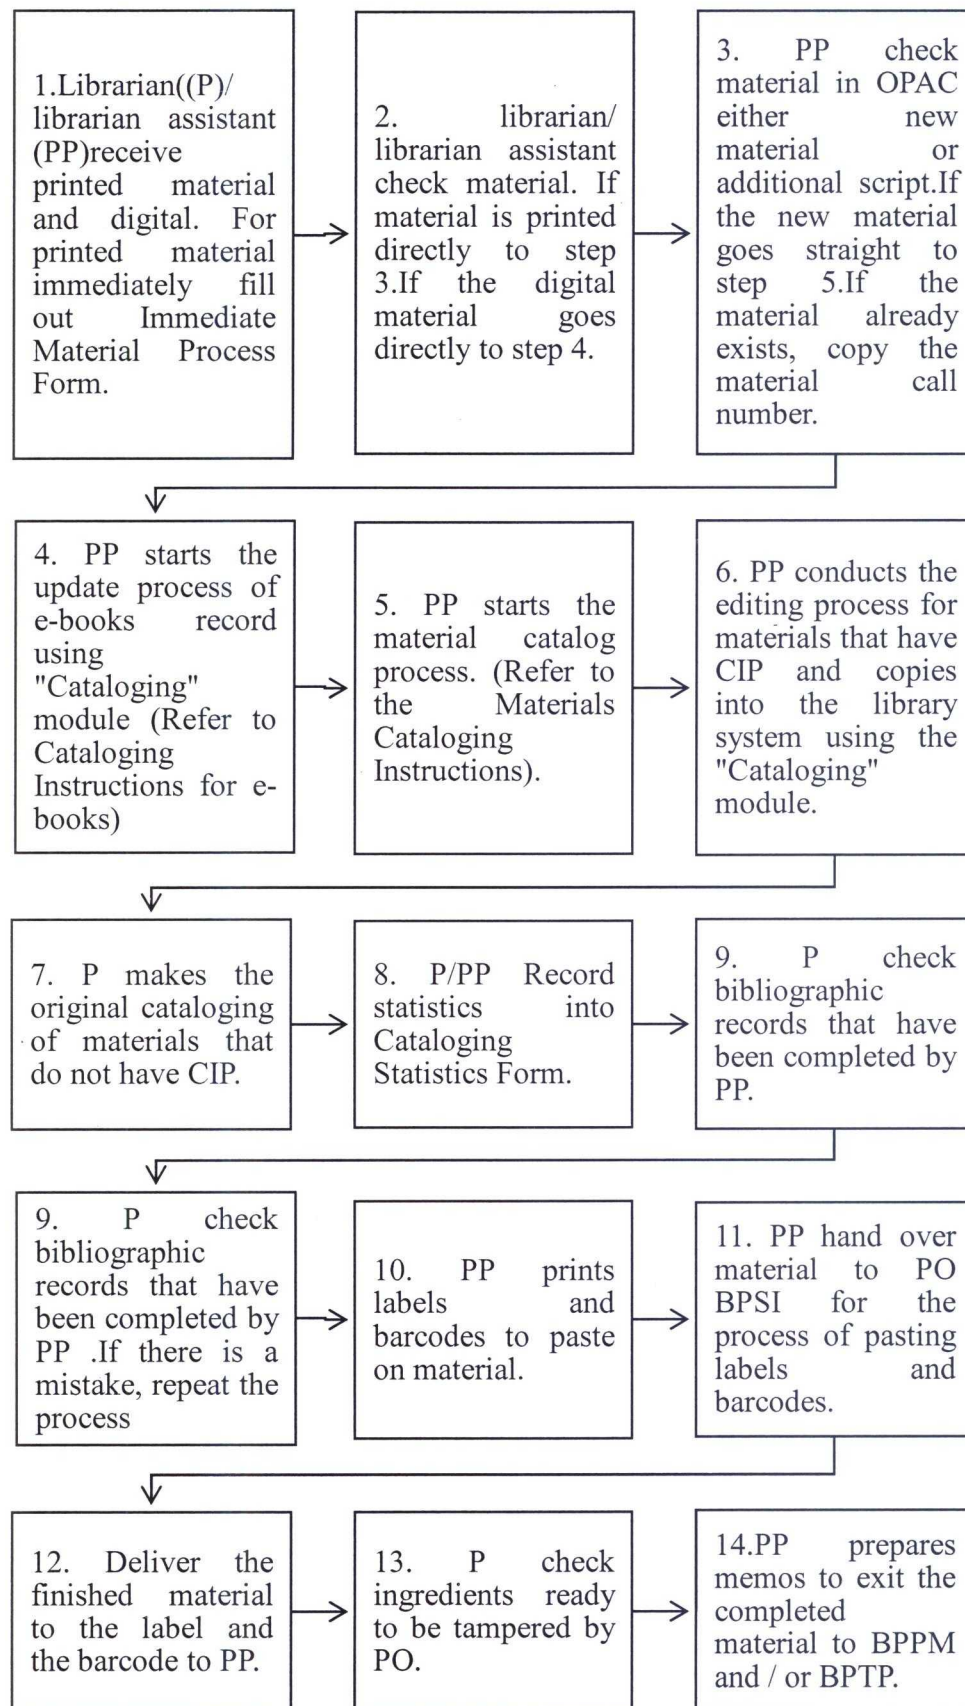 1.Librarian((P)/
librarian assistant
(PP)receive
printed material
and digital. For
printed material
immediately fill
out Immediate
Material Process
Form.
2. librarian/
librarian assistant
check material. If
material is printed
directly to step
3.If the digital
material goes
directly to step 4.
3. PP check
material in OPAC
either new
material or
additional script.If
the new material
goes straight to
step 5.If the
material already
exists, copy the
material call
number.
4. PP starts the
update process of
e-books record
using
"Cataloging"
module (Refer to
Cataloging
Instructions for e-
books)
5. PP starts the
material catalog
process. (Refer to
the Materials
Cataloging
Instructions).
6. PP conducts the
editing process for
materials that have
CIP and copies
into the library
system using the
"Cataloging"
module.
7. P makes the
original cataloging
of materials that
do not have CIP.
8. P/PP Record
statistics into
Cataloging
Statistics Form.
9. P check
bibliographic
records that have
been completed by
PP.
9. P check
bibliographic
records that have
been completed by
PP .If there is a
mistake, repeat the
process
10. PP prints
labels and
barcodes to paste
on material.
11. PP hand over
material to PO
BPSI for the
process of pasting
labels and
barcodes.
12. Deliver the
finished material
to the label and
the barcode to PP.
13. P check
ingredients ready
to be tampered by
PO.
14.PP prepares
memos to exit the
completed
material to BPPM
and / or BPTP.